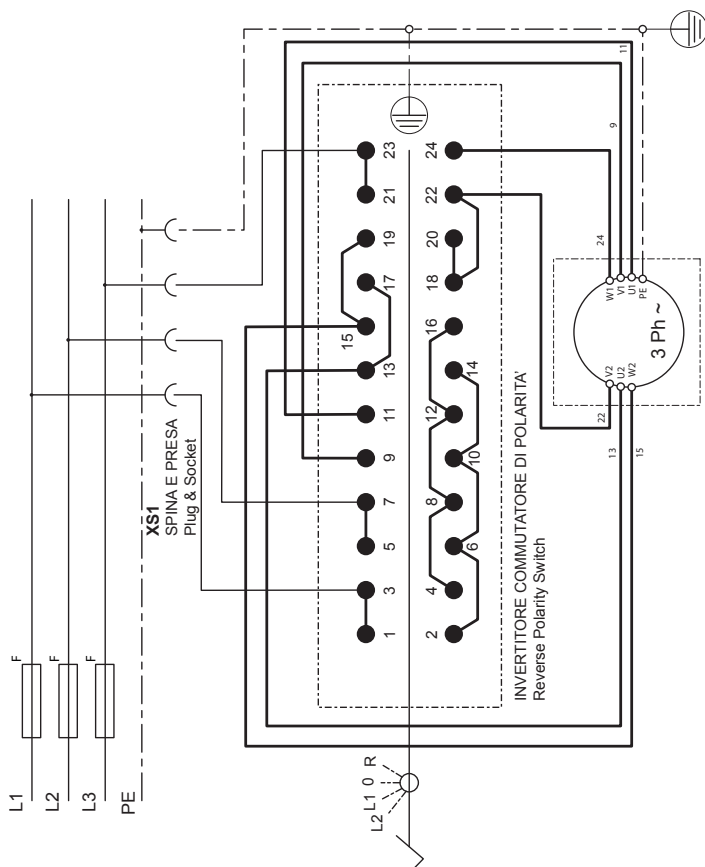 L1
L2
L3
PE
F
F
F
XS1
SPINA E PRESA
Plug & Socket
1
3
5
7
9
11
13
15
17
19
21
23
2
4
6
8
10
12
14
16
18
20
22
24
INVERTITORE COMMUTATORE DI POLARITA'
Reverse Polarity Switch
L2 L1 0 R
11
9
24
22
13
15
V2
U2
W2
W1
V1
U1
PE
3 Ph ~